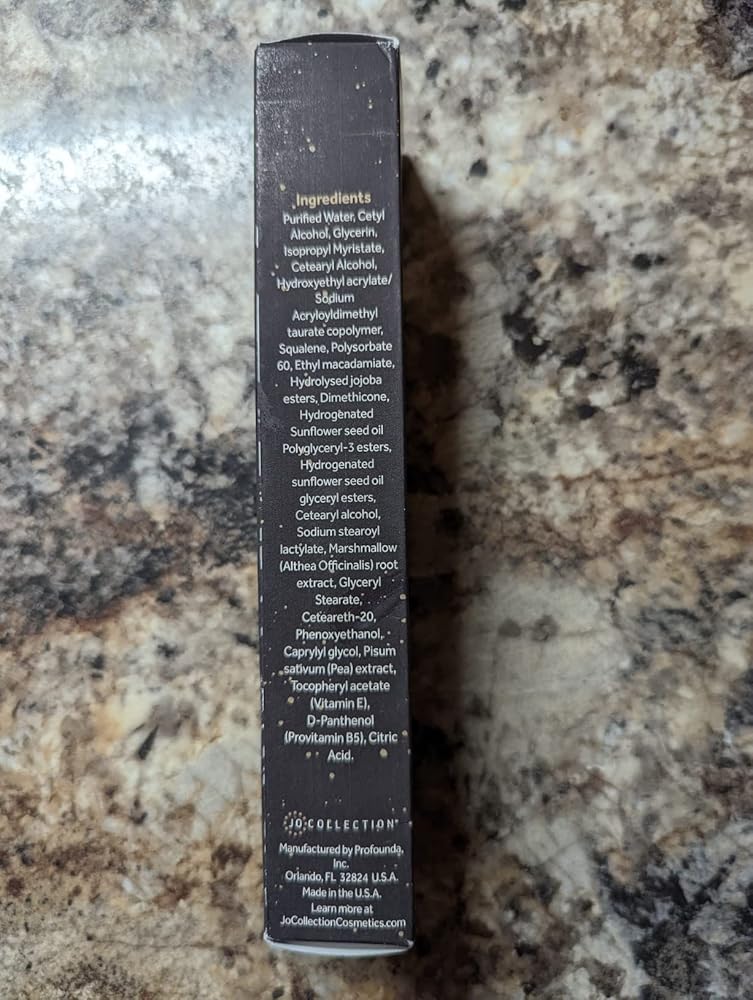 Ingredients
Purified Water, Cetyl
Alcohol, Glycerin,
Isopropyl Myristate,
Cetearyl Alcohol,
Hydroxyethyl acrylate/
Sodium
Acryloyldimethyl
taurate copolymer,
Squalene, Polysorbate
60, Ethyl macadamiate,
Hydrolysed jojoba
esters, Dimethicone,
Hydrogenated
Sunflower seed oil
Polyglyceryl-3 esters,
Hydrogenated
sunflower seed oil
glyceryl esters,
Cetearyl alcohol,
Sodium stearoyl
lactylate, Marshmallow
(Althea Officinalis) root
extract, Glyceryl
Stearate,
Ceteareth-20,
Phenoxyethanol,
Caprylyl glycol, Pisum
sativum (Pea) extract,
Tocopheryl acetate
(Vitamin E),
D-Panthenol
(Provitamin B5), Citric
Acid.
JO COLLECTION®
Manufactured by Profounda,
Inc.
Orlando, FL 32824 U.S.A.
Made in the U.S.A.
Learn more at
JoCollectionCosmetics.com